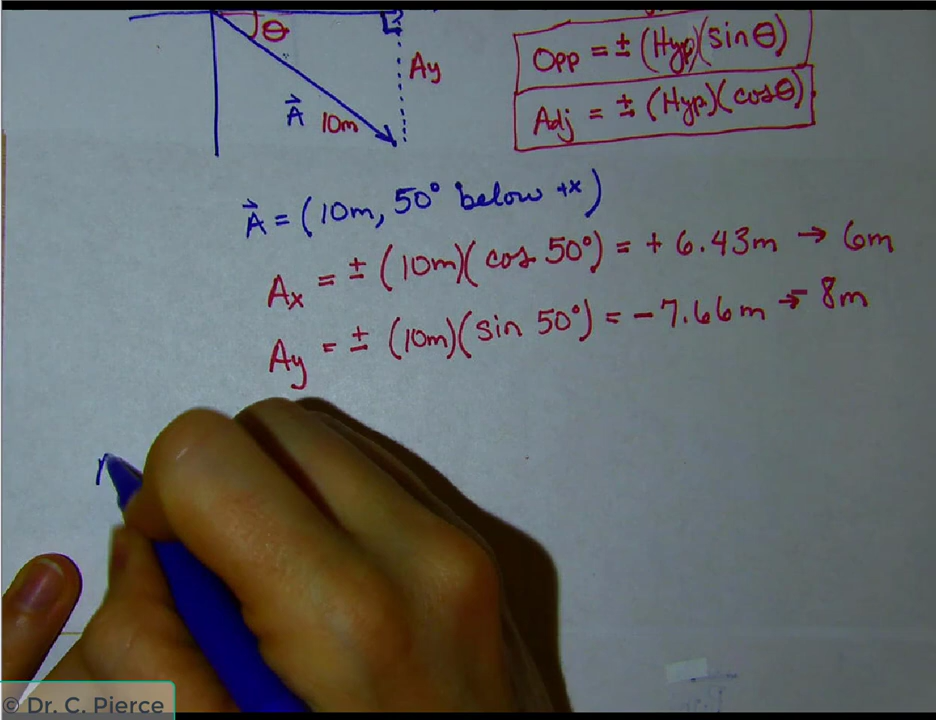 θ
Ay
A⃗ 10m
Opp = ± (Hyp)(sinθ)
Adj = ± (Hyp)(cosθ)
A⃗ = (10m, 50° below +x)
Ax = ± (10m)(cos 50°) = + 6.43m → 6m
Ay = ± (10m)(sin 50°) = - 7.66m → - 8m
© Dr. C. Pierce